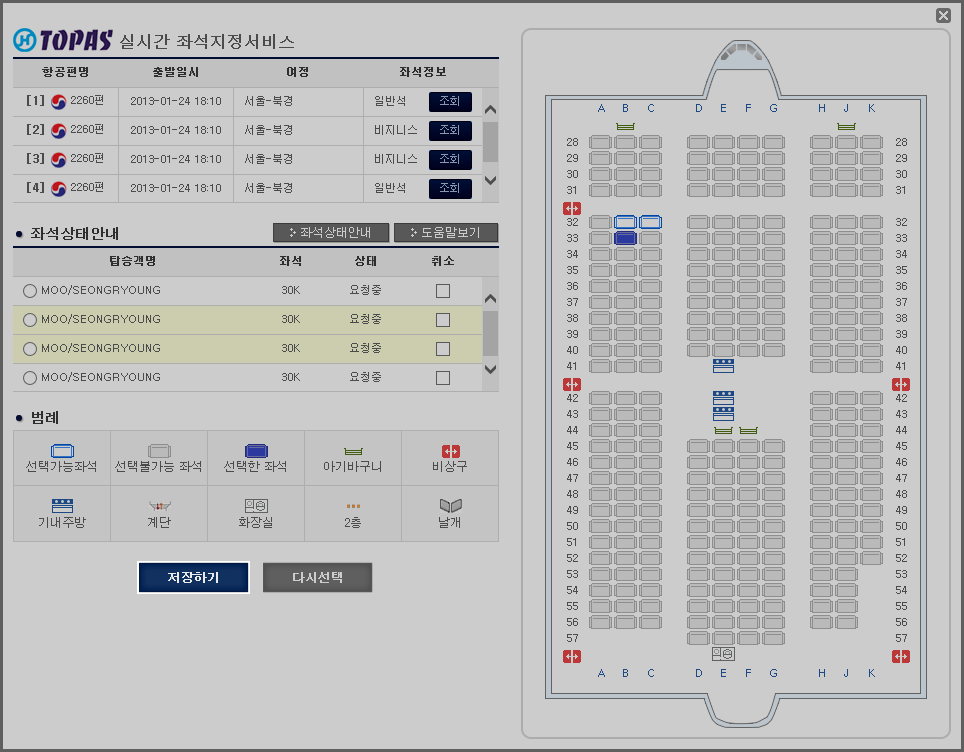 TOPAS 실시간 좌석지정서비스
항공편명 출발일시 여정 좌석정보
[1] 2260편 2013-01-24 18:10 서울-북경 일반석 조회
[2] 2260편 2013-01-24 18:10 서울-북경 비지니스 조회
[3] 2260편 2013-01-24 18:10 서울-북경 비지니스 조회
[4] 2260편 2013-01-24 18:10 서울-북경 일반석 조회
좌석상태안내 좌석상태안내 도움말보기
탑승객명 좌석 상태 취소
MOO/SEONGRYOUNG 30K 요청중
MOO/SEONGRYOUNG 30K 요청중
MOO/SEONGRYOUNG 30K 요청중
MOO/SEONGRYOUNG 30K 요청중
범례
선택가능좌석 선택불가능 좌석 선택한 좌석 아기바구니 비상구
기내주방 계단 화장실 2층 날개
저장하기 다시선택
A B C D E F G H J K
28 28
29 29
30 30
31 31
32 32
33 33
34 34
35 35
36 36
37 37
38 38
39 39
40 40
41 41
42 42
43 43
44 44
45 45
46 46
47 47
48 48
49 49
50 50
51 51
52 52
53 53
54 54
55 55
56 56
57 57
A B C D E F G H J K